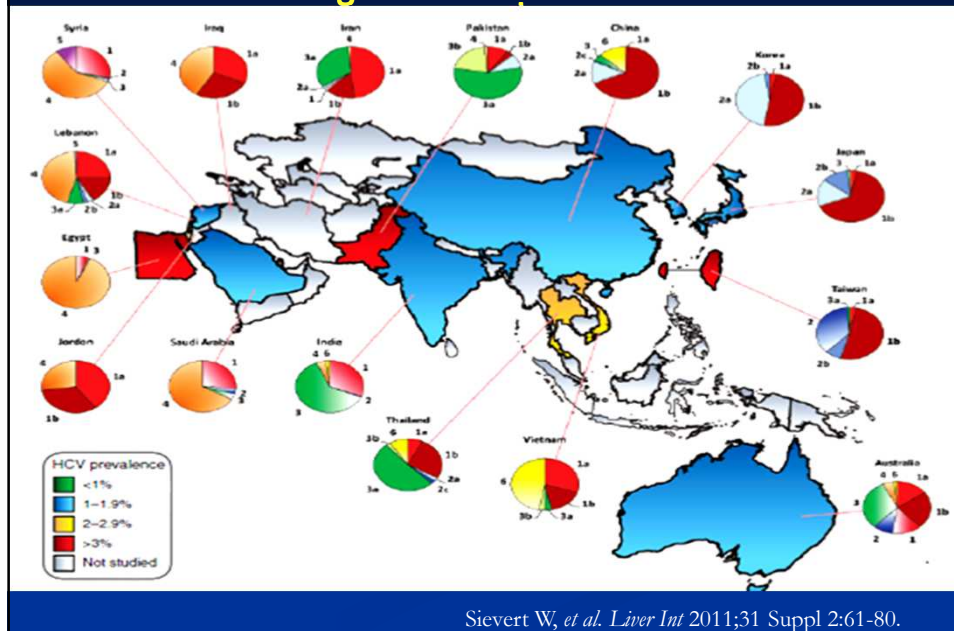 Syria
5
1
2
3
4
Iraq
4
1a
1b
Iran
4
3a
2a
1
1b
1a
Pakistan
4
3b
1a
1b
2a
3a
China
6
3
2c
2a
1a
1b
Korea
2b
1a
2a
1b
Japan
2b
3
1a
2a
1b
Lebanon
5
4
1a
1b
2a
2b
3a
Egypt
1
3
4
Taiwan
3a
1a
2
1b
2b
Jordon
4
1a
1b
Saudi Arabia
1
2
4
India
4
6
1
2
3
Thailand
6
3b
1a
1b
2a
2c
3a
Vietnam
6
1a
1b
3a
3b
Australia
4
6
1a
3
1b
2
1
HCV prevalence
<1%
1–1.9%
2–2.9%
>3%
Not studied
Sievert W, et al. Liver Int 2011;31 Suppl 2:61-80.